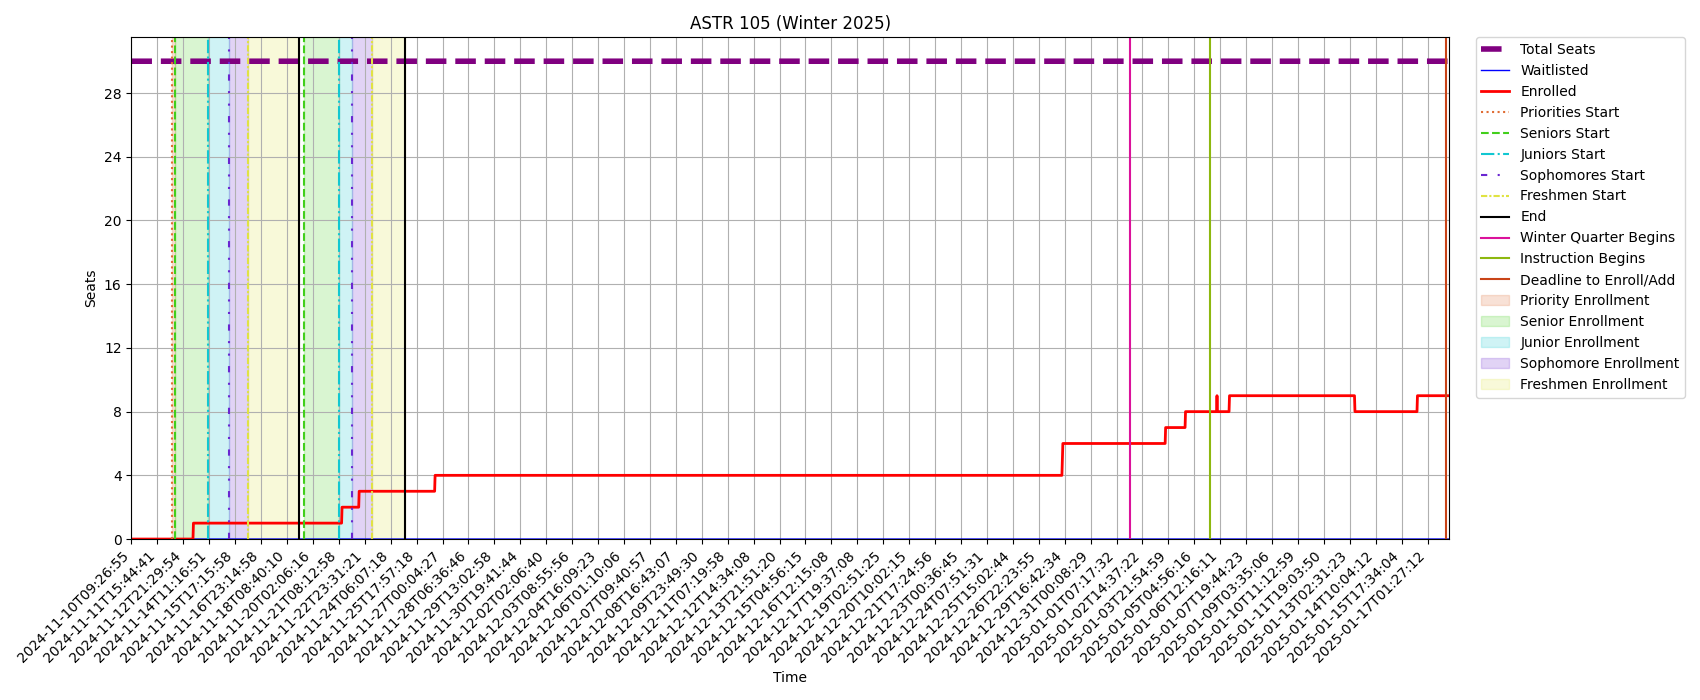 ASTR 105 (Winter 2025)
Seats
28
24
20
16
12
8
4
0
2024-11-10T09:26:55
2024-11-11T15:44:41
2024-11-12T21:29:54
2024-11-14T11:16:51
2024-11-15T17:15:58
2024-11-16T23:14:58
2024-11-18T08:40:10
2024-11-20T02:06:16
2024-11-21T08:12:58
2024-11-22T23:31:21
2024-11-24T06:07:18
2024-11-25T17:57:18
2024-11-27T00:04:27
2024-11-28T06:36:46
2024-11-29T13:02:58
2024-11-30T19:41:44
2024-12-02T02:06:40
2024-12-03T08:55:56
2024-12-04T16:09:23
2024-12-06T01:10:06
2024-12-07T09:40:57
2024-12-08T16:43:07
2024-12-09T23:49:30
2024-12-11T07:19:58
2024-12-12T14:34:08
2024-12-13T21:51:20
2024-12-15T04:56:15
2024-12-16T12:15:08
2024-12-17T19:37:08
2024-12-19T02:51:25
2024-12-20T10:02:15
2024-12-21T17:24:56
2024-12-23T00:36:45
2024-12-24T07:51:31
2024-12-25T15:02:44
2024-12-26T22:23:55
2024-12-29T16:42:34
2024-12-31T00:08:29
2025-01-01T07:17:32
2025-01-02T14:37:22
2025-01-03T21:54:59
2025-01-05T04:56:16
2025-01-06T12:16:11
2025-01-07T19:44:23
2025-01-09T03:35:06
2025-01-10T11:12:59
2025-01-11T19:03:50
2025-01-13T02:31:23
2025-01-14T10:04:12
2025-01-15T17:34:04
2025-01-17T01:27:12
Time
Total Seats
Waitlisted
Enrolled
Priorities Start
Seniors Start
Juniors Start
Sophomores Start
Freshmen Start
End
Winter Quarter Begins
Instruction Begins
Deadline to Enroll/Add
Priority Enrollment
Senior Enrollment
Junior Enrollment
Sophomore Enrollment
Freshmen Enrollment